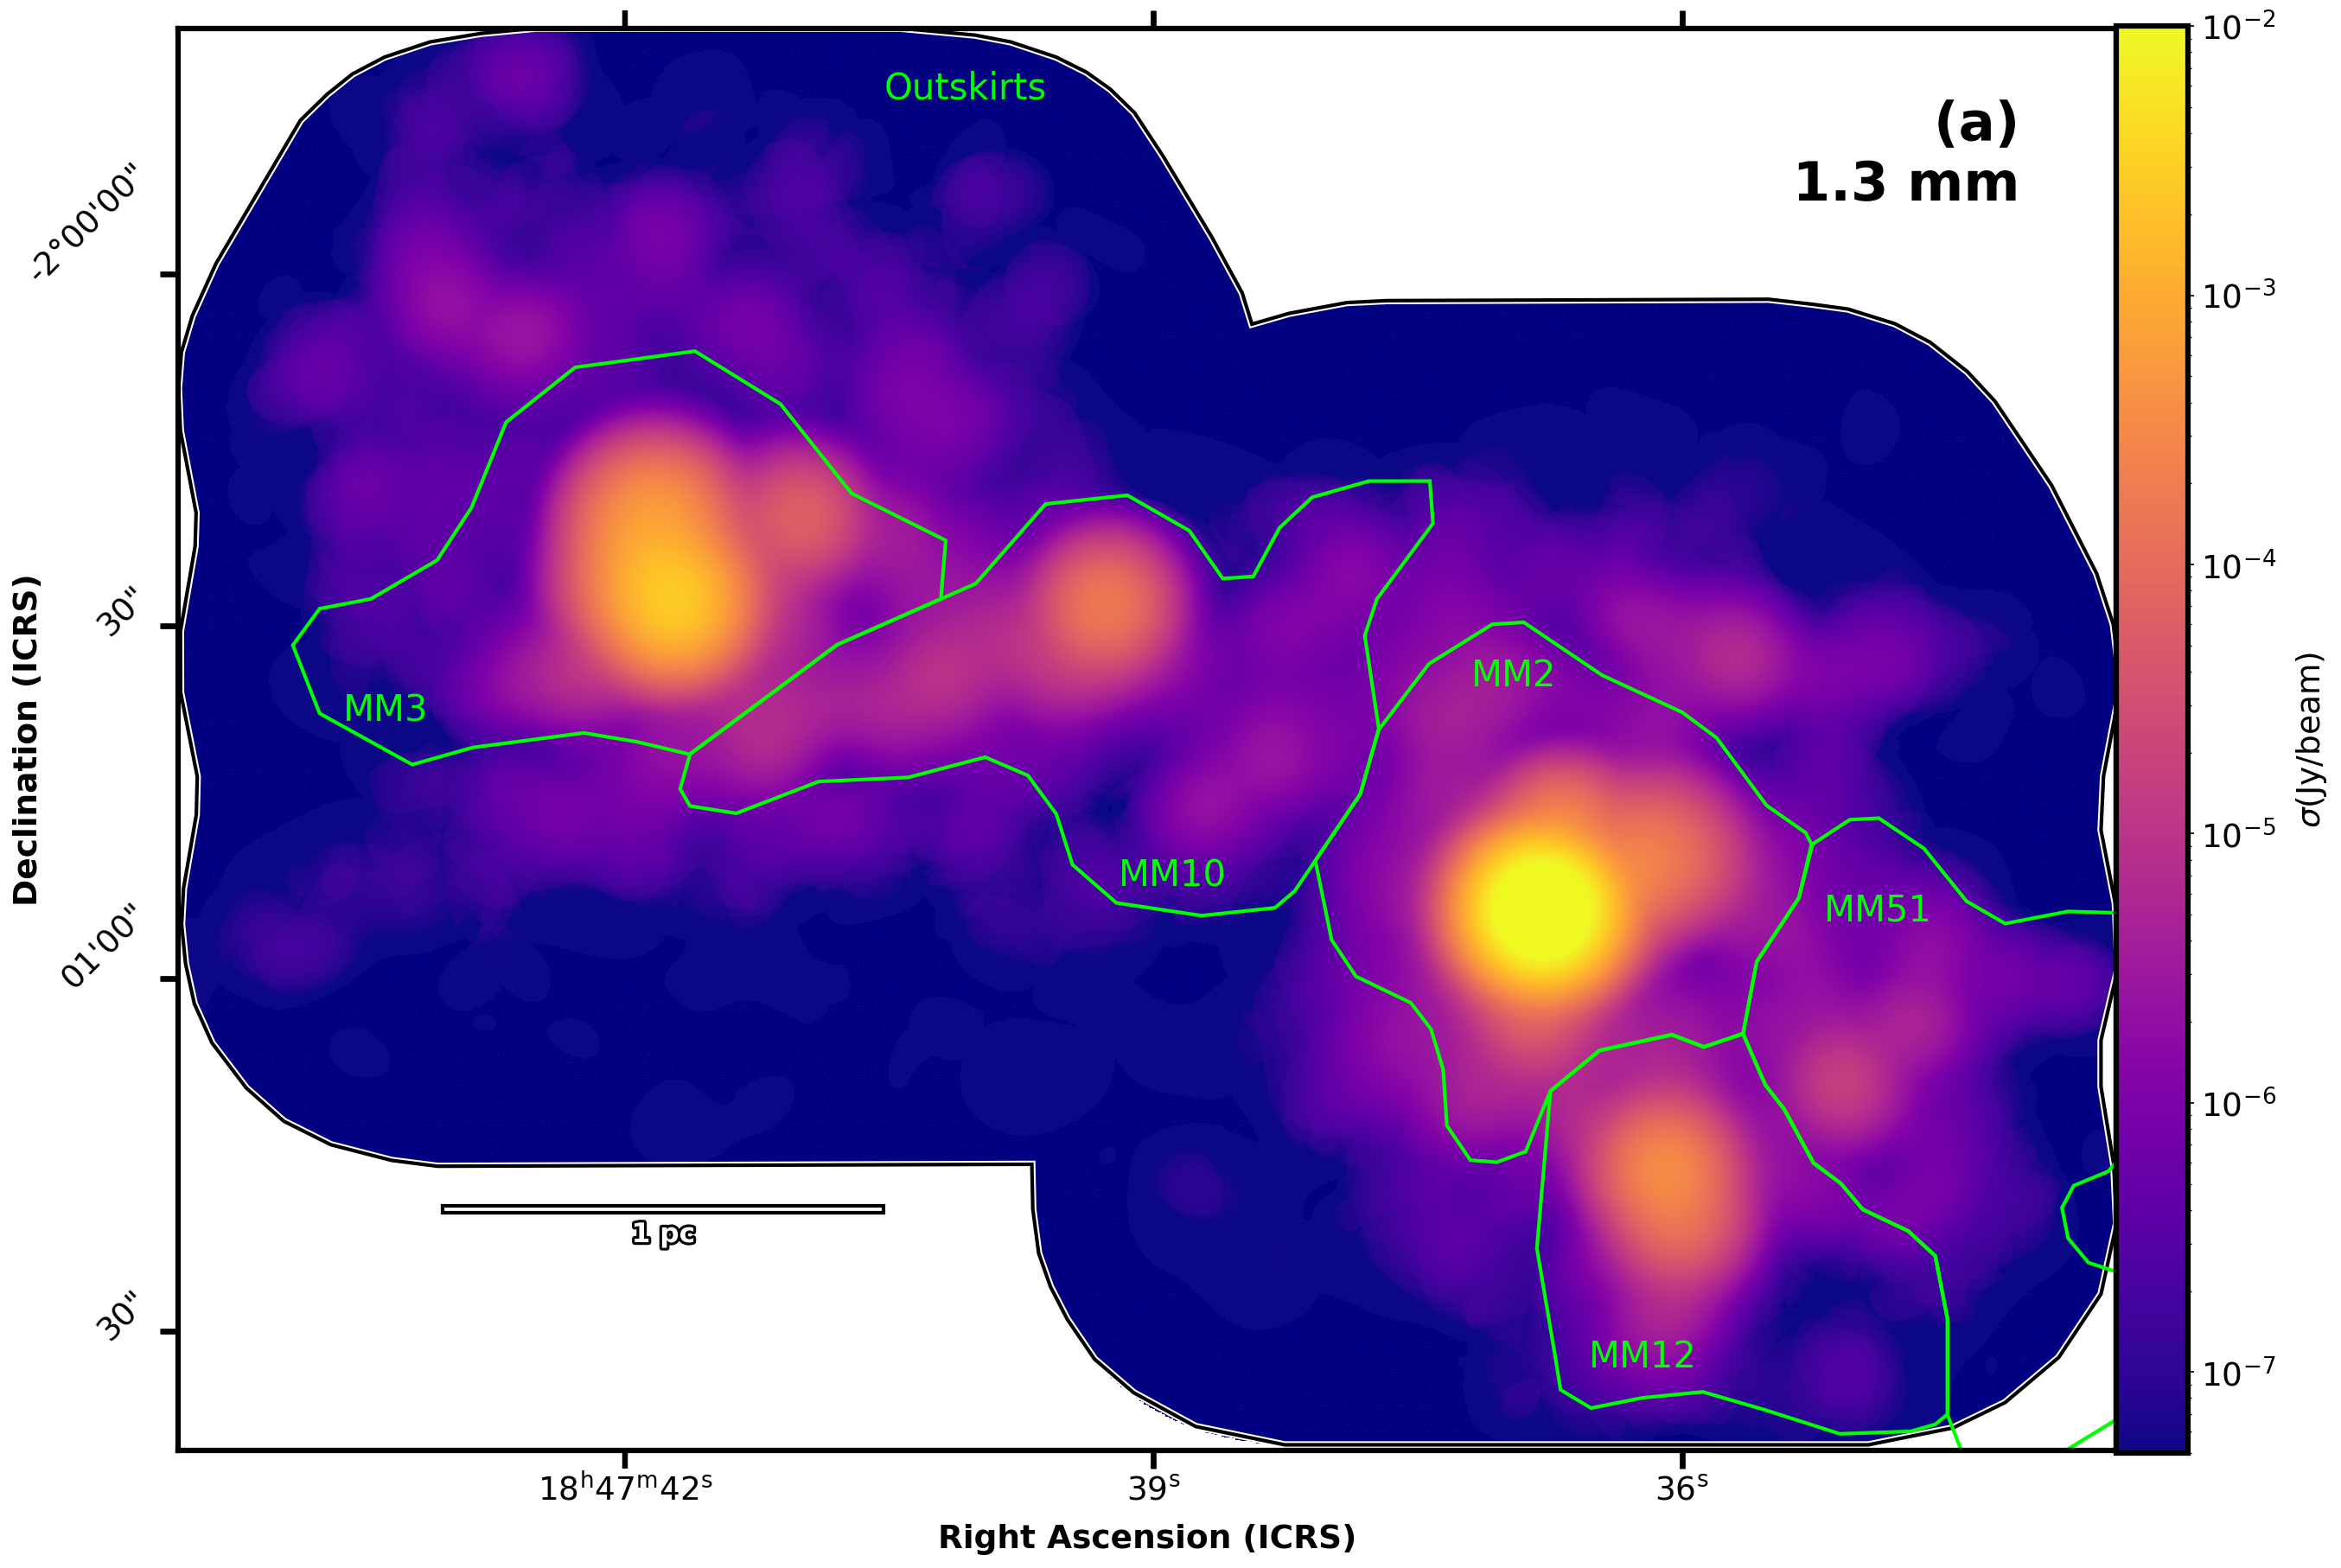 Outskirts
(a)
1.3 mm
MM3
MM2
MM10
MM51
MM12
1 pc
Declination (ICRS)
-2°00'00"
30"
01'00"
30"
18ʰ47ᵐ42ˢ
39ˢ
36ˢ
Right Ascension (ICRS)
10⁻²
10⁻³
10⁻⁴
10⁻⁵
10⁻⁶
10⁻⁷
σ(Jy/beam)